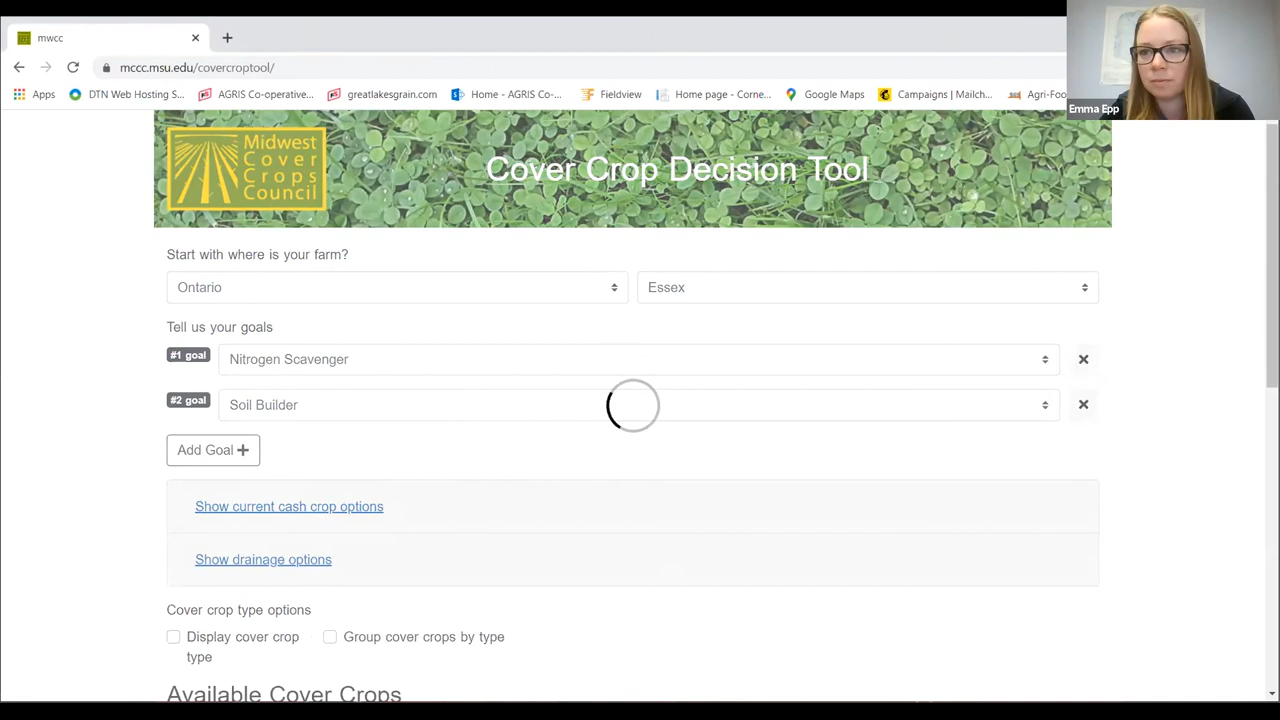 mwcc
mccc.msu.edu/covercroptool/
Apps
DTN Web Hosting S...
AGRIS Co-operative...
greatlakesgrain.com
Home - AGRIS Co-...
Fieldview
Home page - Corne...
Google Maps
Campaigns | Mailch...
Agri-Foo
Emma Epp
Midwest
Cover
Crops
Council
Cover Crop Decision Tool
Start with where is your farm?
Ontario
Essex
Tell us your goals
#1 goal
Nitrogen Scavenger
#2 goal
Soil Builder
Add Goal
Show current cash crop options
Show drainage options
Cover crop type options
Display cover crop
type
Group cover crops by type
Available Cover Crops